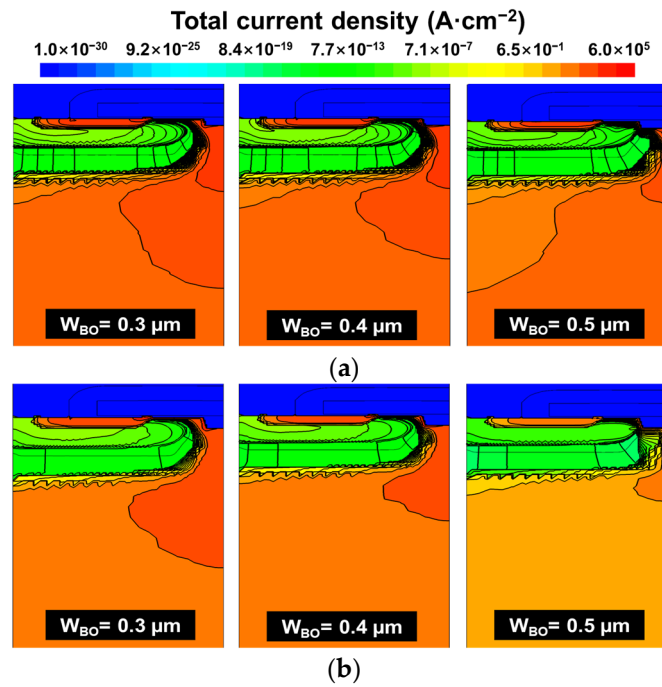 Total current density (A·cm⁻²)
1.0×10⁻³⁰ 9.2×10⁻²⁵ 8.4×10⁻¹⁹ 7.7×10⁻¹³ 7.1×10⁻⁷ 6.5×10⁻¹ 6.0×10⁵
W_BO= 0.3 μm W_BO= 0.4 μm W_BO= 0.5 μm
(a)
W_BO= 0.3 μm W_BO= 0.4 μm W_BO= 0.5 μm
(b)